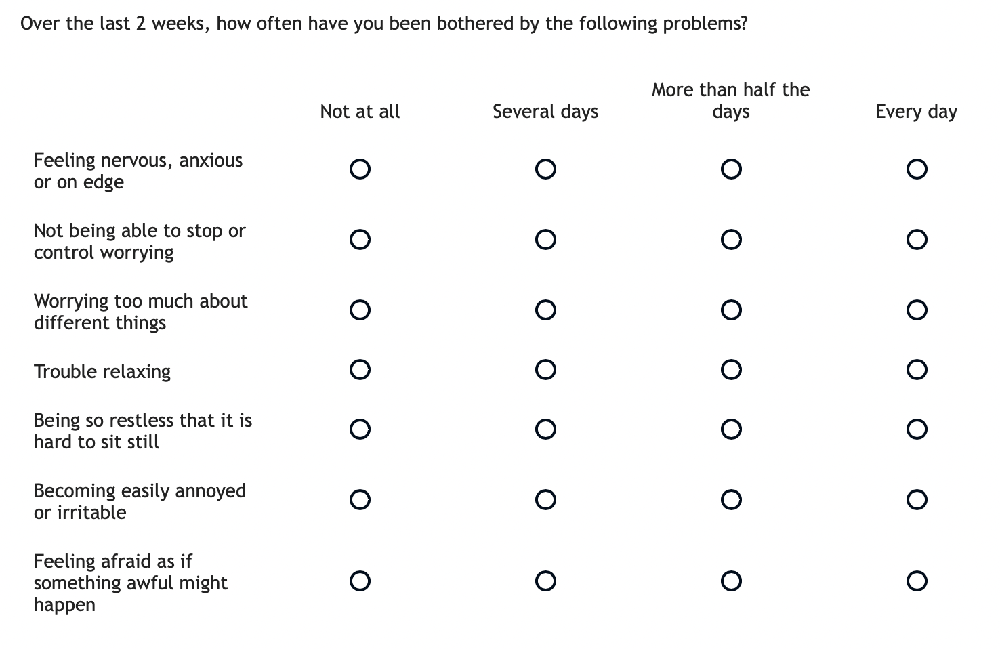 Over the last 2 weeks, how often have you been bothered by the following problems?
More than half the
Not at all Several days days Every day
Feeling nervous, anxious
or on edge
Not being able to stop or
control worrying
Worrying too much about
different things
Trouble relaxing
Being so restless that it is
hard to sit still
Becoming easily annoyed
or irritable
Feeling afraid as if
something awful might
happen